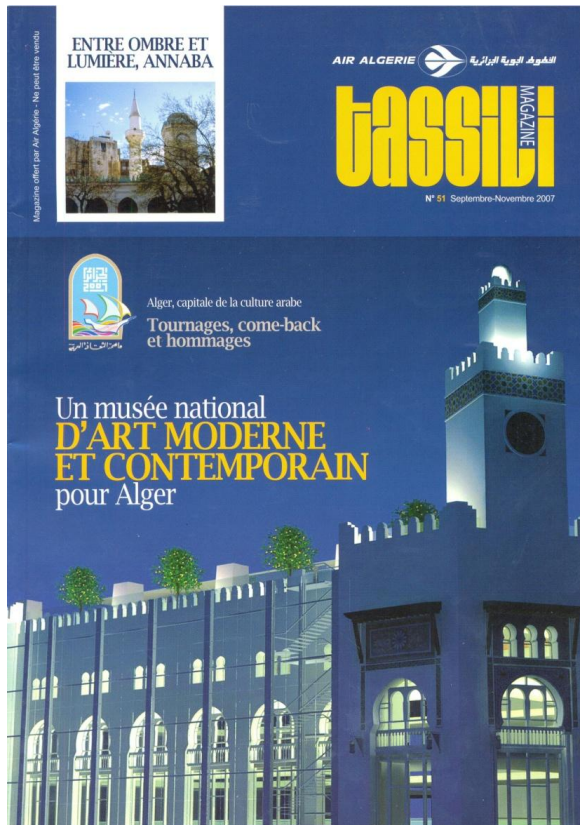 Magazine offert par Air Algérie - Ne peut être vendu
ENTRE OMBRE ET
LUMIÈRE, ANNABA
AIR ALGERIE
الخطوط الجوية الجزائرية
tassili
MAGAZINE
N° 51 Septembre-Novembre 2007
الجزائر
2007
Alger, capitale de la culture arabe
Tournages, come-back
et hommages
Un musée national
D'ART MODERNE
ET CONTEMPORAIN
pour Alger